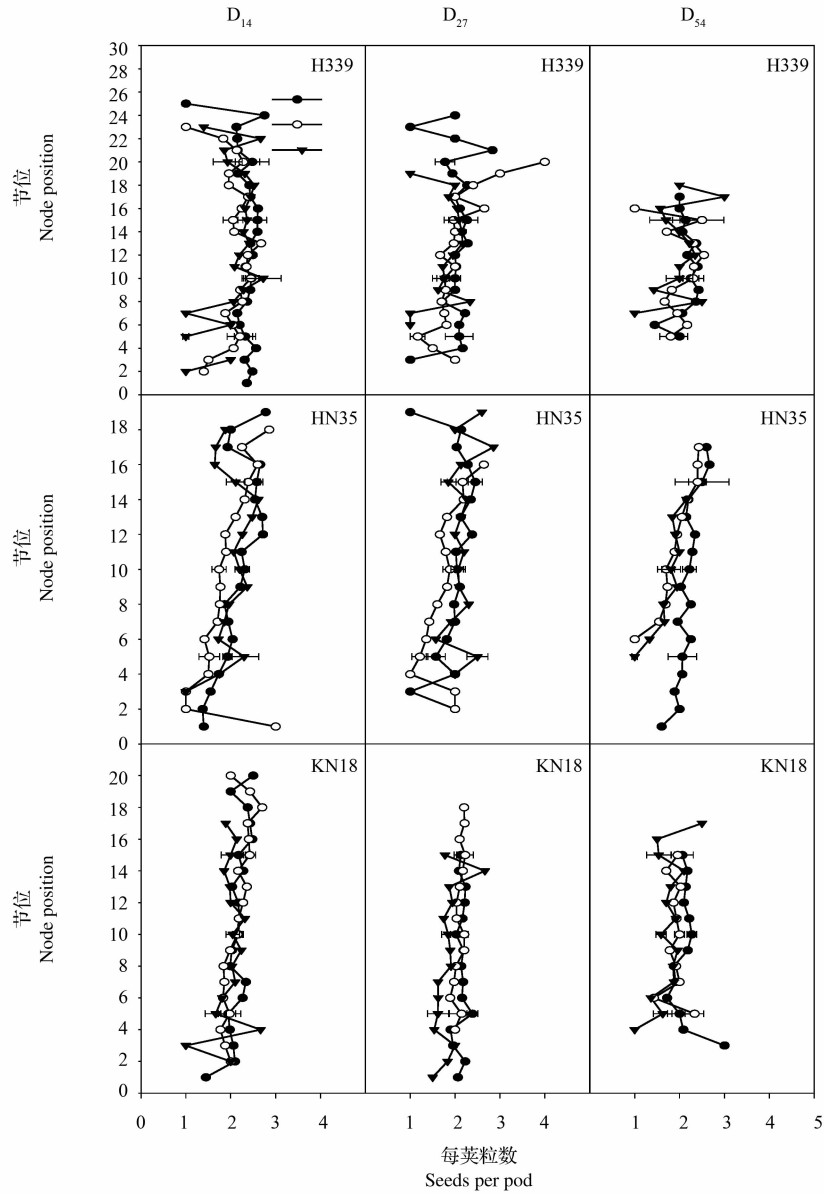 D14 D27 D54
30
28
26
24
22
20
18
16
14
12
10
8
6
4
2
0
H339 H339 H339
节位
Node position
18
16
14
12
10
8
6
4
2
0
HN35 HN35 HN35
节位
Node position
20
18
16
14
12
10
8
6
4
2
0
KN18 KN18 KN18
节位
Node position
0 1 2 3 4 1 2 3 4 1 2 3 4 5
每荚粒数
Seeds per pod